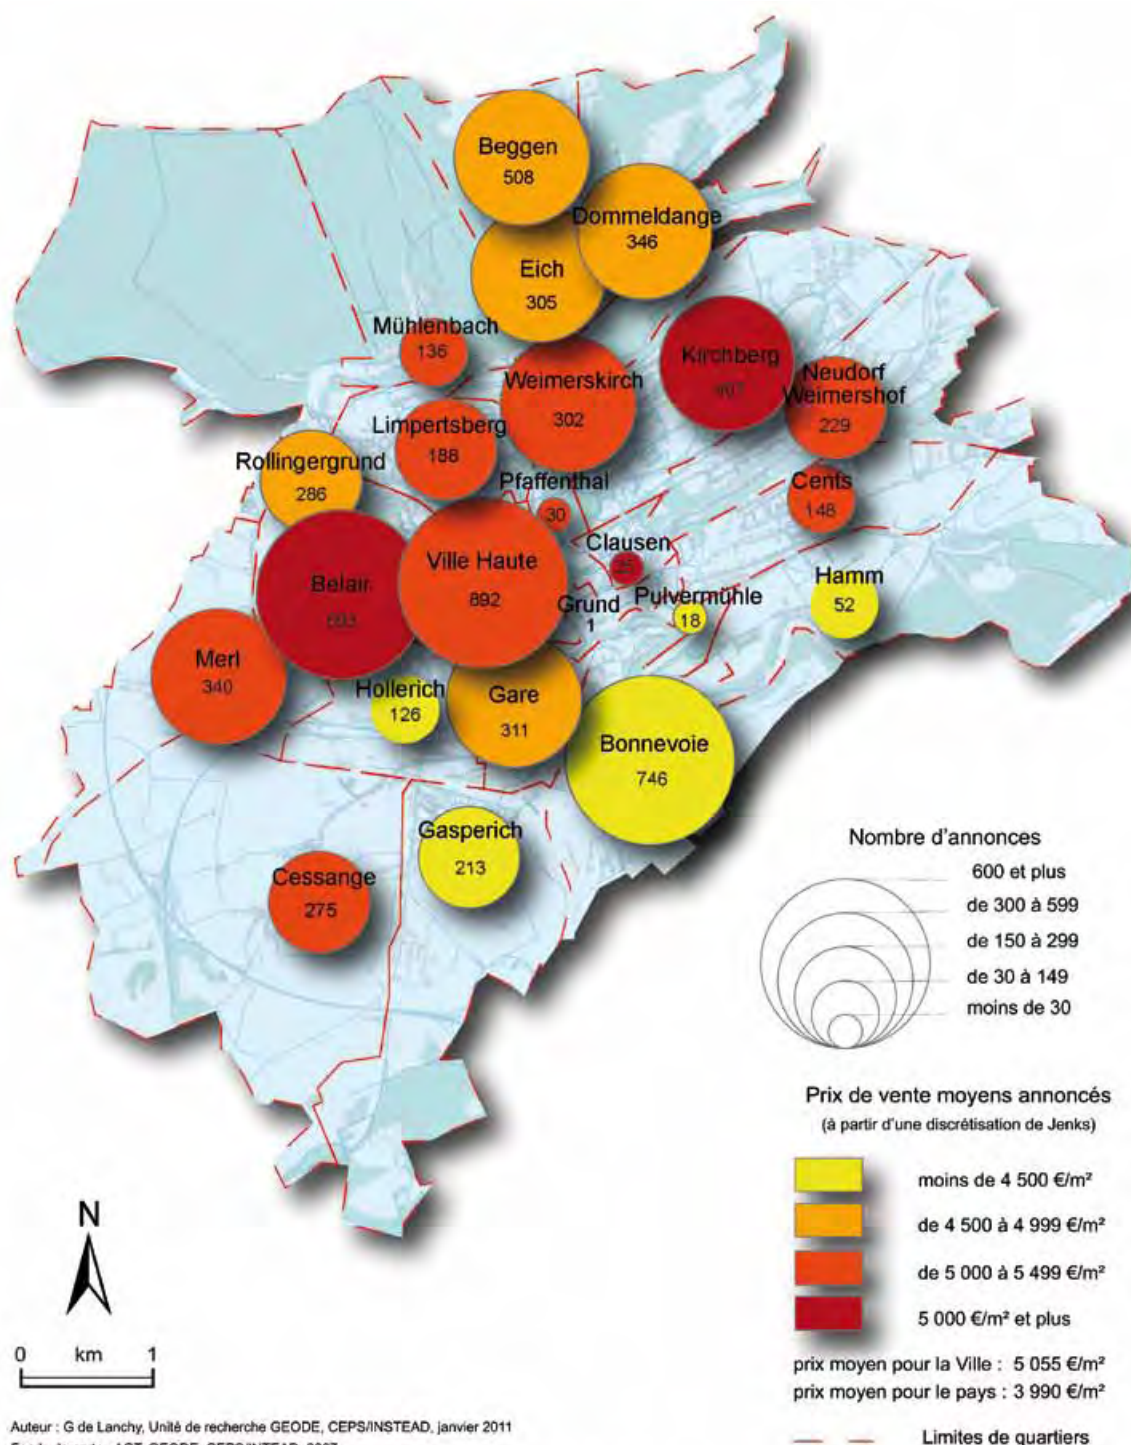 Beggen
508
Dommeldange
346
Eich
305
Mühlenbach
136
Kirchberg
Weimerskirch
302
Neudorf
Weimershof
229
Limpertsberg
188
Rollingergrund
286
Pfaffenthal
30
Cents
148
Clausen
Ville Haute
892
Belair
Hamm
52
Pulvermühle
18
Grund
1
Merl
340
Hollerich
126
Gare
311
Bonnevoie
746
Gasperich
213
Cessange
275
Nombre d'annonces
600 et plus
de 300 à 599
de 150 à 299
de 30 à 149
moins de 30
Prix de vente moyens annoncés
(à partir d'une discrétisation de Jenks)
moins de 4 500 €/m²
de 4 500 à 4 999 €/m²
de 5 000 à 5 499 €/m²
5 000 €/m² et plus
prix moyen pour la Ville : 5 055 €/m²
prix moyen pour le pays : 3 990 €/m²
Limites de quartiers
N
0 km 1
Auteur : G de Lanchy, Unité de recherche GEODE, CEPS/INSTEAD, janvier 2011